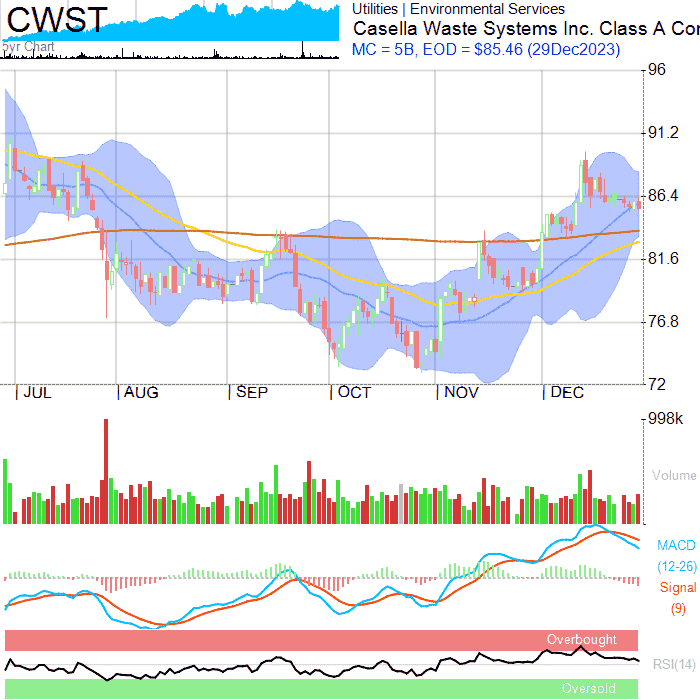 CWST
5yr Chart
Utilities | Environmental Services
Casella Waste Systems Inc. Class A Cor
MC = 5B, EOD = $85.46 (29Dec2023)
96
91.2
86.4
81.6
76.8
72
| JUL | AUG | SEP | OCT | NOV | DEC
998k
Volume
MACD
(12-26)
Signal
(9)
Overbought
RSI(14)
Oversold